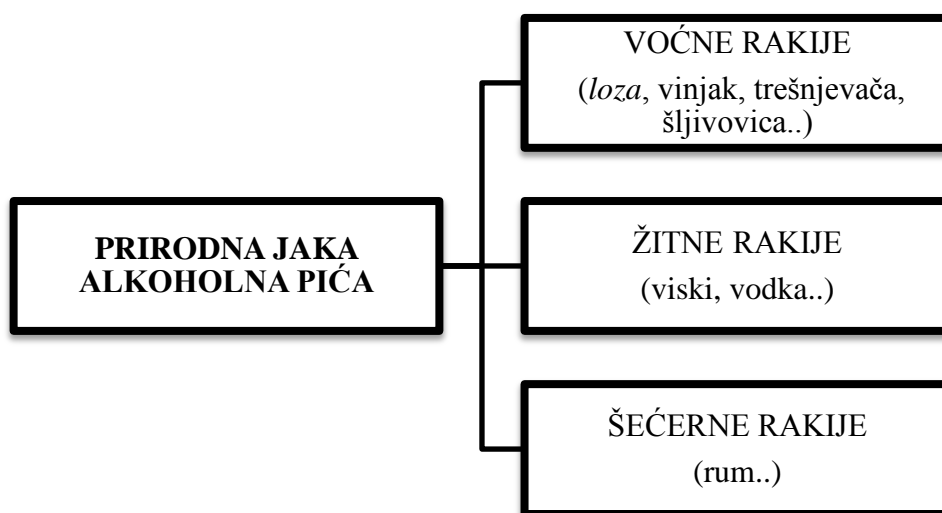 VOĆNE RAKIJE
(loza, vinjak, trešnjevača,
šljivovica..)
PRIRODNA JAKA
ALKOHOLNA PIĆA
ŽITNE RAKIJE
(viski, vodka..)
ŠEĆERNE RAKIJE
(rum..)